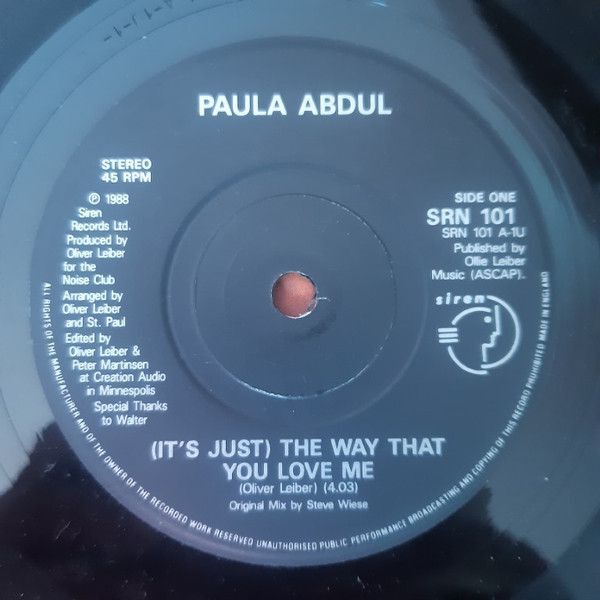 PAULA ABDUL
STEREO
45 RPM
℗ 1988
Siren
Records Ltd.
Produced by
Oliver Leiber
for the
Noise Club
Arranged by
Oliver Leiber
and St. Paul
Edited by
Oliver Leiber &
Peter Martinsen
at Creation Audio
in Minneapolis
Special Thanks
to Walter
SIDE ONE
SRN 101
SRN 101 A-1U
Published by
Ollie Leiber
Music (ASCAP).
siren
(IT'S JUST) THE WAY THAT
YOU LOVE ME
(Oliver Leiber) (4.03)
Original Mix by Steve Wiese
ALL RIGHTS OF THE MANUFACTURER AND OF THE OWNER OF THE RECORDED WORK RESERVED UNAUTHORISED PUBLIC PERFORMANCE BROADCASTING AND COPYING OF THIS RECORD PROHIBITED MADE IN ENGLAND